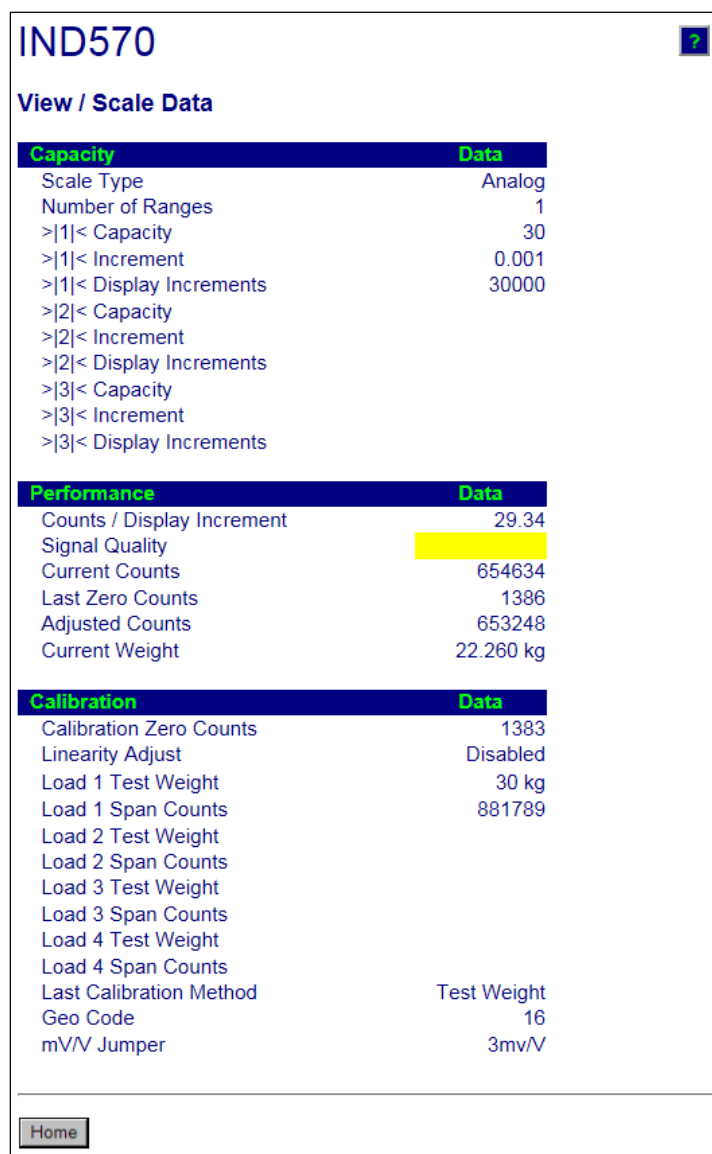 IND570
?
View / Scale Data
Capacity Data
Scale Type Analog
Number of Ranges 1
>|1|< Capacity 30
>|1|< Increment 0.001
>|1|< Display Increments 30000
>|2|< Capacity
>|2|< Increment
>|2|< Display Increments
>|3|< Capacity
>|3|< Increment
>|3|< Display Increments
Performance Data
Counts / Display Increment 29.34
Signal Quality
Current Counts 654634
Last Zero Counts 1386
Adjusted Counts 653248
Current Weight 22.260 kg
Calibration Data
Calibration Zero Counts 1383
Linearity Adjust Disabled
Load 1 Test Weight 30 kg
Load 1 Span Counts 881789
Load 2 Test Weight
Load 2 Span Counts
Load 3 Test Weight
Load 3 Span Counts
Load 4 Test Weight
Load 4 Span Counts
Last Calibration Method Test Weight
Geo Code 16
mV/V Jumper 3mv/V
Home